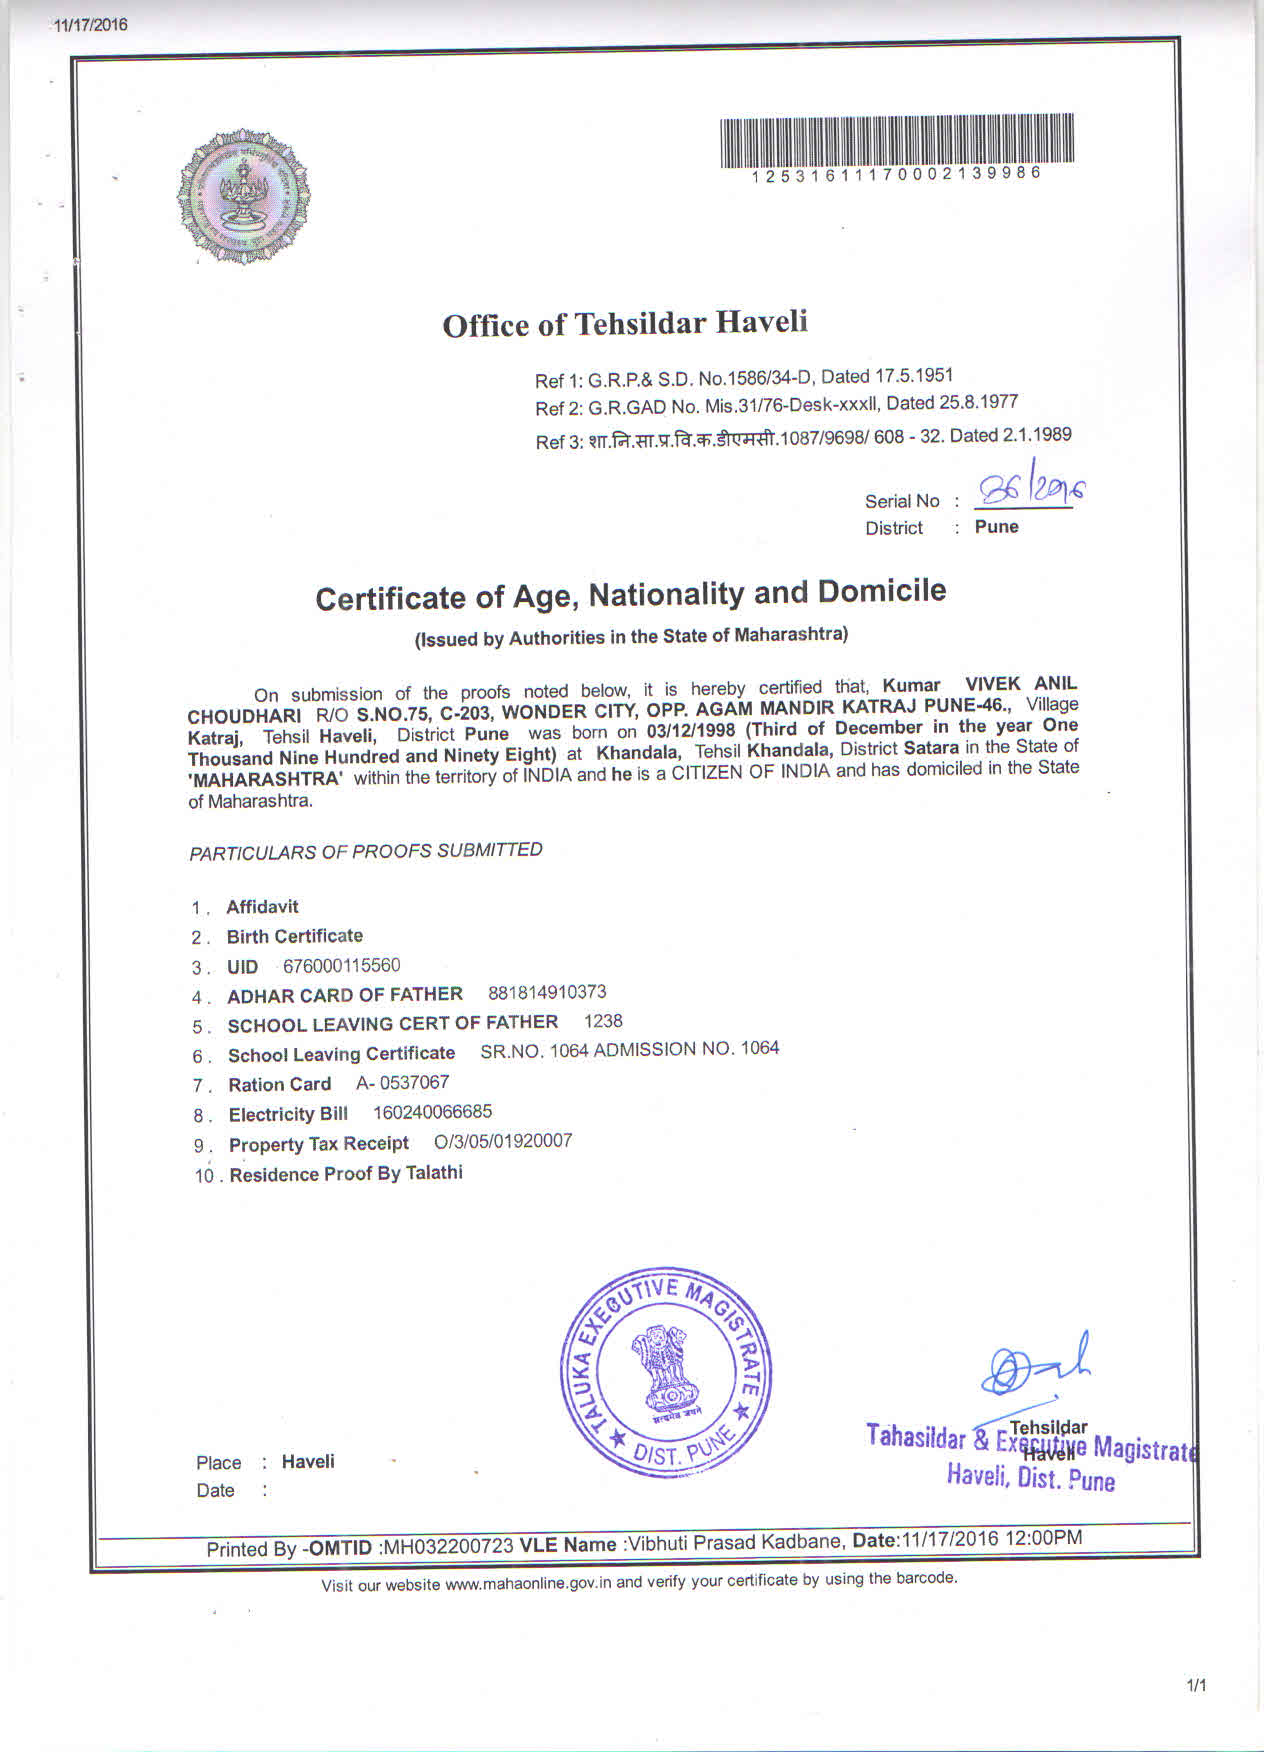 11/17/2016
12531611170002139986
Office of Tehsildar Haveli
Ref 1: G.R.P.& S.D. No.1586/34-D, Dated 17.5.1951
Ref 2: G.R.GAD No. Mis.31/76-Desk-xxxII, Dated 25.8.1977
Ref 3: शा.नि.सा.प्र.वि.क.डीएमसी.1087/9698/ 608 - 32. Dated 2.1.1989
Serial No : 86/2016
District : Pune
Certificate of Age, Nationality and Domicile
(Issued by Authorities in the State of Maharashtra)
On submission of the proofs noted below, it is hereby certified that, Kumar VIVEK ANIL
CHOUDHARI R/O S.NO.75, C-203, WONDER CITY, OPP. AGAM MANDIR KATRAJ PUNE-46., Village
Katraj, Tehsil Haveli, District Pune was born on 03/12/1998 (Third of December in the year One
Thousand Nine Hundred and Ninety Eight) at Khandala, Tehsil Khandala, District Satara in the State of
'MAHARASHTRA' within the territory of INDIA and he is a CITIZEN OF INDIA and has domiciled in the State
of Maharashtra.
PARTICULARS OF PROOFS SUBMITTED
1 . Affidavit
2 . Birth Certificate
3 . UID 676000115560
4 . ADHAR CARD OF FATHER 881814910373
5 . SCHOOL LEAVING CERT OF FATHER 1238
6 . School Leaving Certificate SR.NO. 1064 ADMISSION NO. 1064
7 . Ration Card A- 0537067
8 . Electricity Bill 160240066685
9 . Property Tax Receipt O/3/05/01920007
10 . Residence Proof By Talathi
TALUKA EXECUTIVE MAGISTRATE
सत्यमेव जयते
DIST. PUNE
Tehsildar
Haveli
Tahasildar & Executive Magistrate
Haveli, Dist. Pune
Place : Haveli
Date :
Printed By -OMTID :MH032200723 VLE Name :Vibhuti Prasad Kadbane, Date:11/17/2016 12:00PM
Visit our website www.mahaonline.gov.in and verify your certificate by using the barcode.
1/1